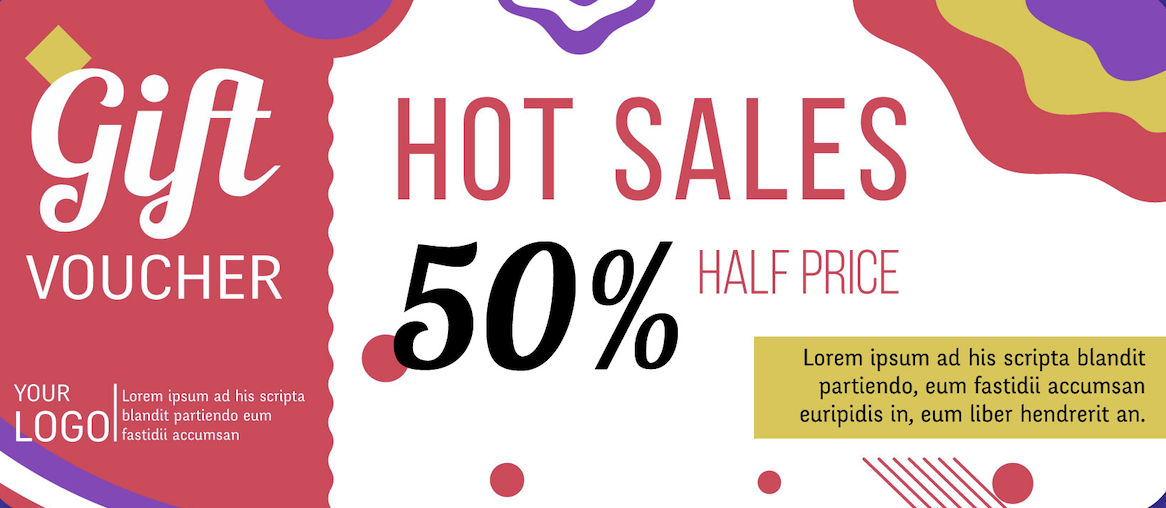 Gift
VOUCHER
YOUR
LOGO
Lorem ipsum ad his scripta
blandit partiendo eum
fastidii accumsan
HOT SALES
50%
HALF PRICE
Lorem ipsum ad his scripta blandit
partiendo, eum fastidii accumsan
euripidis in, eum liber hendrerit an.